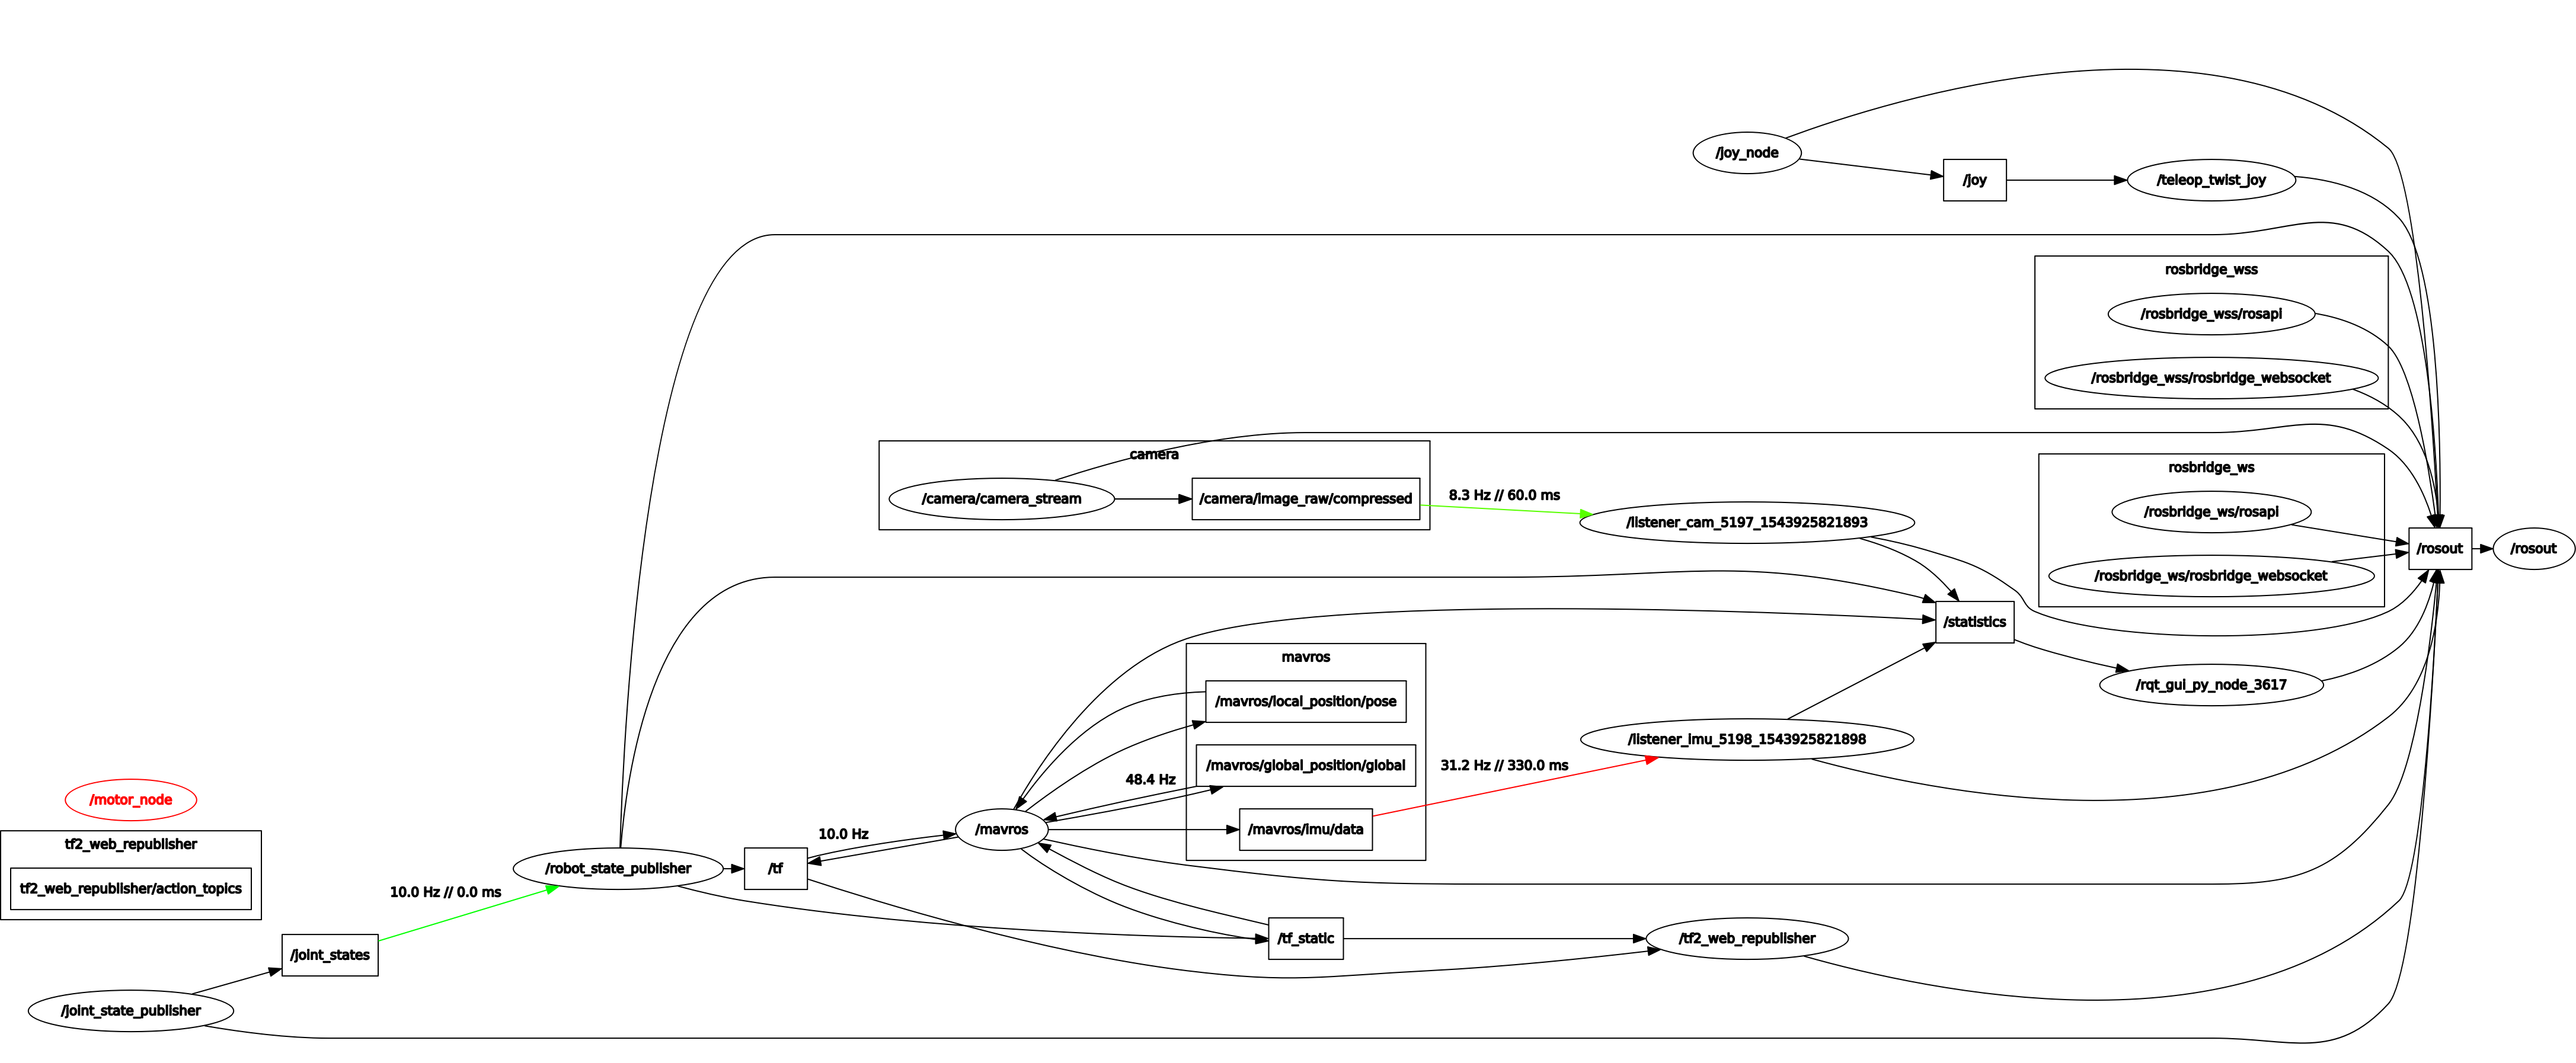 /joy_node
/joy
/teleop_twist_joy
rosbridge_wss
/rosbridge_wss/rosapi
/rosbridge_wss/rosbridge_websocket
camera
/camera/camera_stream
/camera/image_raw/compressed
8.3 Hz // 60.0 ms
/listener_cam_5197_1543925821893
rosbridge_ws
/rosbridge_ws/rosapi
/rosbridge_ws/rosbridge_websocket
/rosout
/rosout
/statistics
/rqt_gui_py_node_3617
mavros
/mavros/local_position/pose
/mavros/global_position/global
/mavros/imu/data
48.4 Hz
31.2 Hz // 330.0 ms
/listener_imu_5198_1543925821898
/motor_node
tf2_web_republisher
tf2_web_republisher/action_topics
10.0 Hz // 0.0 ms
/robot_state_publisher
/tf
10.0 Hz
/mavros
/tf_static
/tf2_web_republisher
/joint_states
/joint_state_publisher